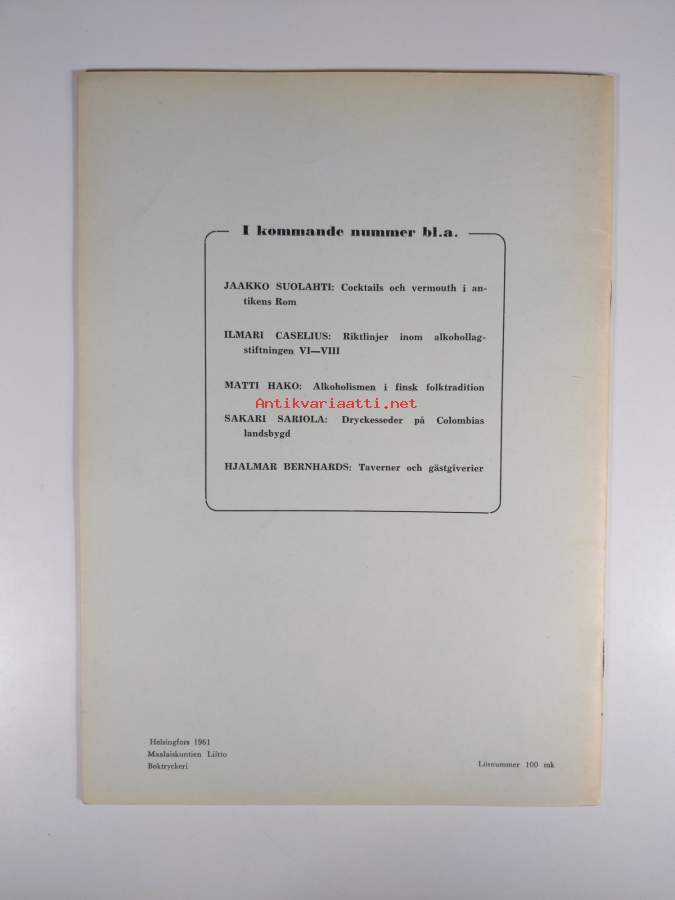 I kommande nummer bl.a.
JAAKKO SUOLAHTI: Cocktails och vermouth i an-
tikens Rom
ILMARI CASELIUS: Riktlinjer inom alkohollag-
stiftningen VI—VIII
MATTI HAKO: Alkoholismen i finsk folktradition
Antikvariaatti.net
SAKARI SARIOLA: Dryckesseder på Colombias
landsbygd
HJALMAR BERNHARDS: Taverner och gästgiverier
Helsingfors 1961
Maalaiskuntien Liitto
Boktryckeri
Lösnummer 100 mk